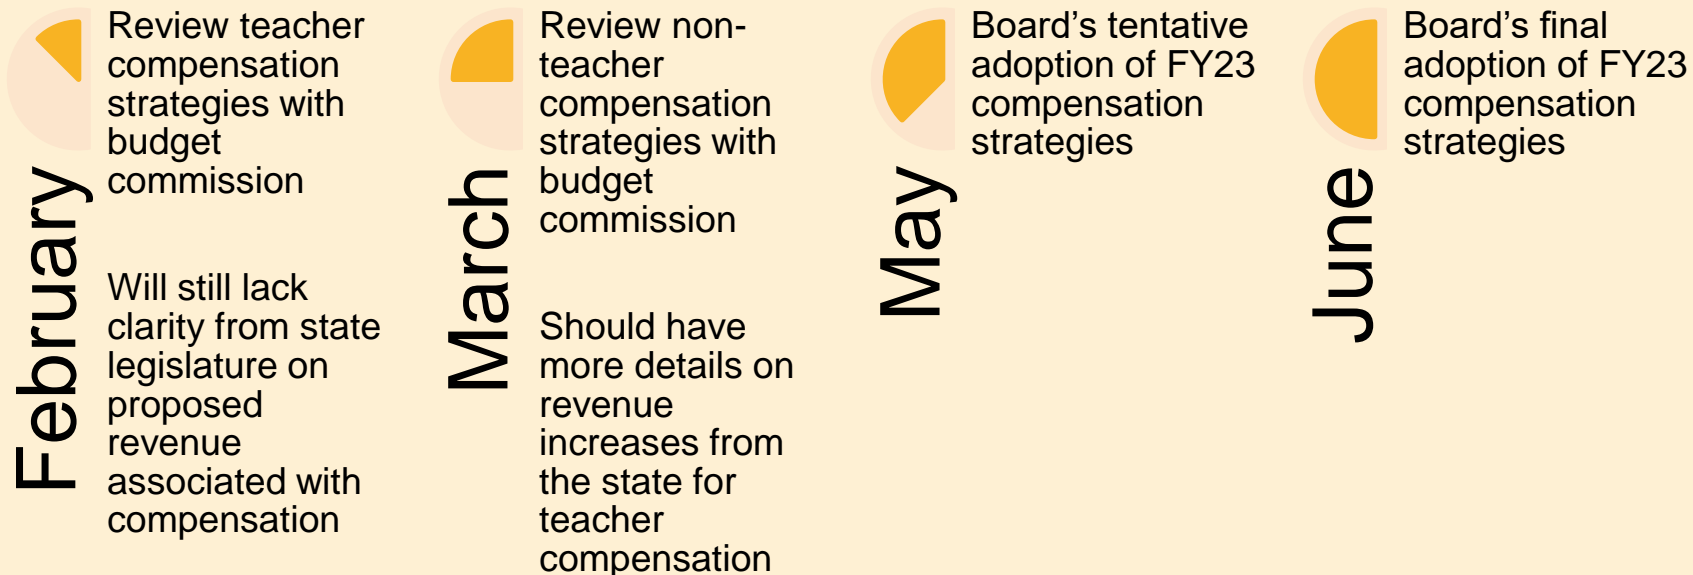 February
Review teacher
compensation
strategies with
budget
commission
Will still lack
clarity from state
legislature on
proposed
revenue
associated with
compensation
March
Review non-
teacher
compensation
strategies with
budget
commission
Should have
more details on
revenue
increases from
the state for
teacher
compensation
May
Board’s tentative
adoption of FY23
compensation
strategies
June
Board’s final
adoption of FY23
compensation
strategies